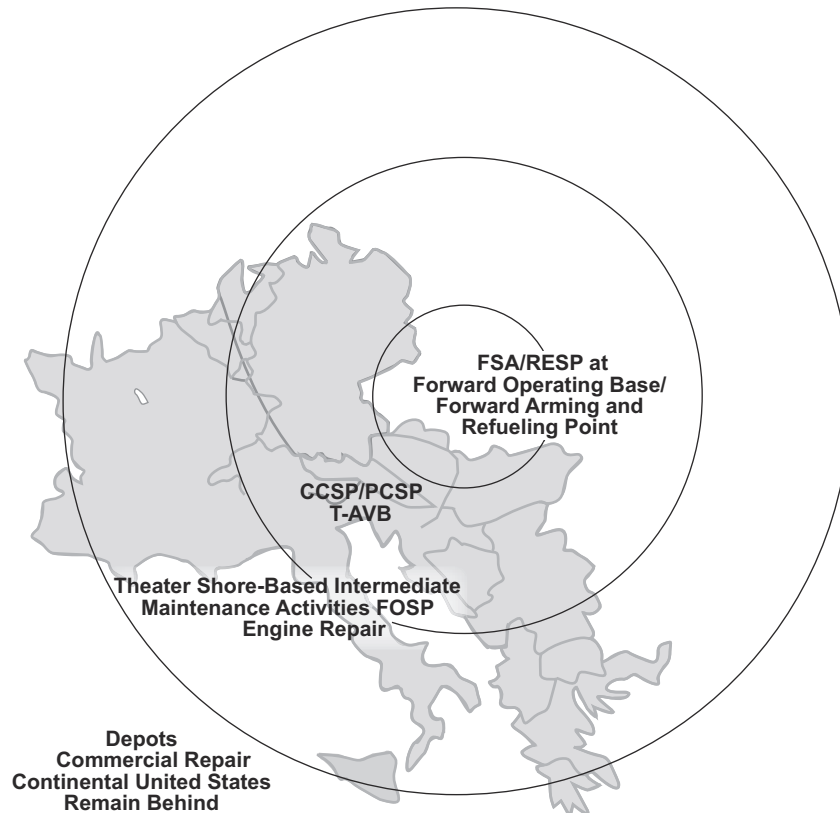 FSA/RESP at
Forward Operating Base/
Forward Arming and
Refueling Point
CCSP/PCSP
T-AVB
Theater Shore-Based Intermediate
Maintenance Activities FOSP
Engine Repair
Depots
Commercial Repair
Continental United States
Remain Behind